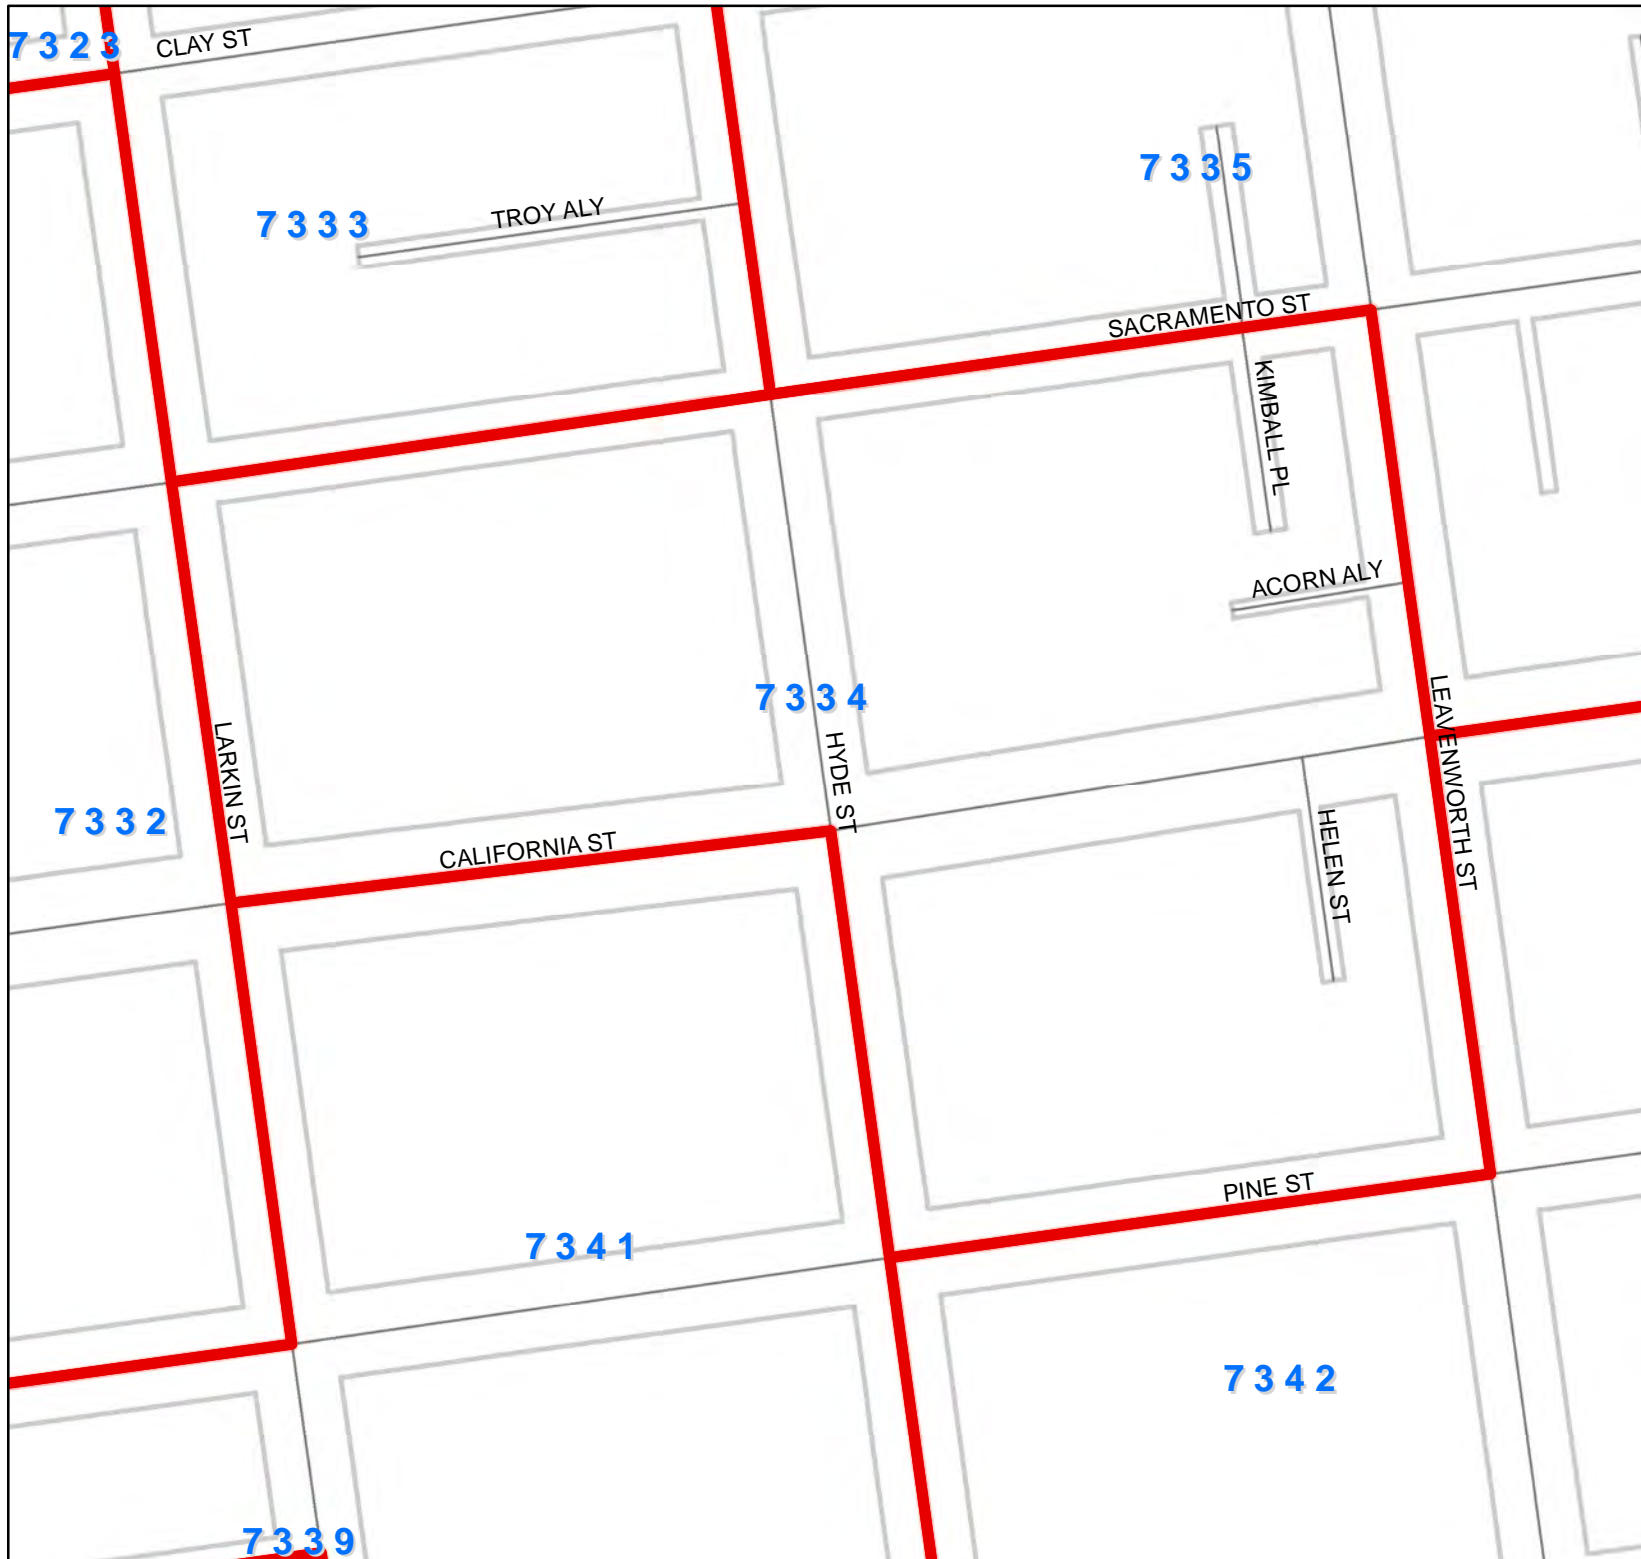 7323
CLAY ST
7335
TROY ALY
7333
SACRAMENTO ST
KIMBALL PL
ACORN ALY
7334
LEAVENWORTH ST
LARKIN ST
HYDE ST
7332
CALIFORNIA ST
HELEN ST
PINE ST
7341
7342
7339